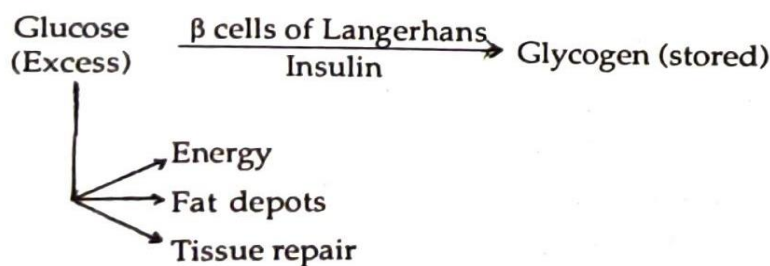 Glucose
(Excess)
β cells of Langerhans
Insulin
Glycogen (stored)
Energy
Fat depots
Tissue repair